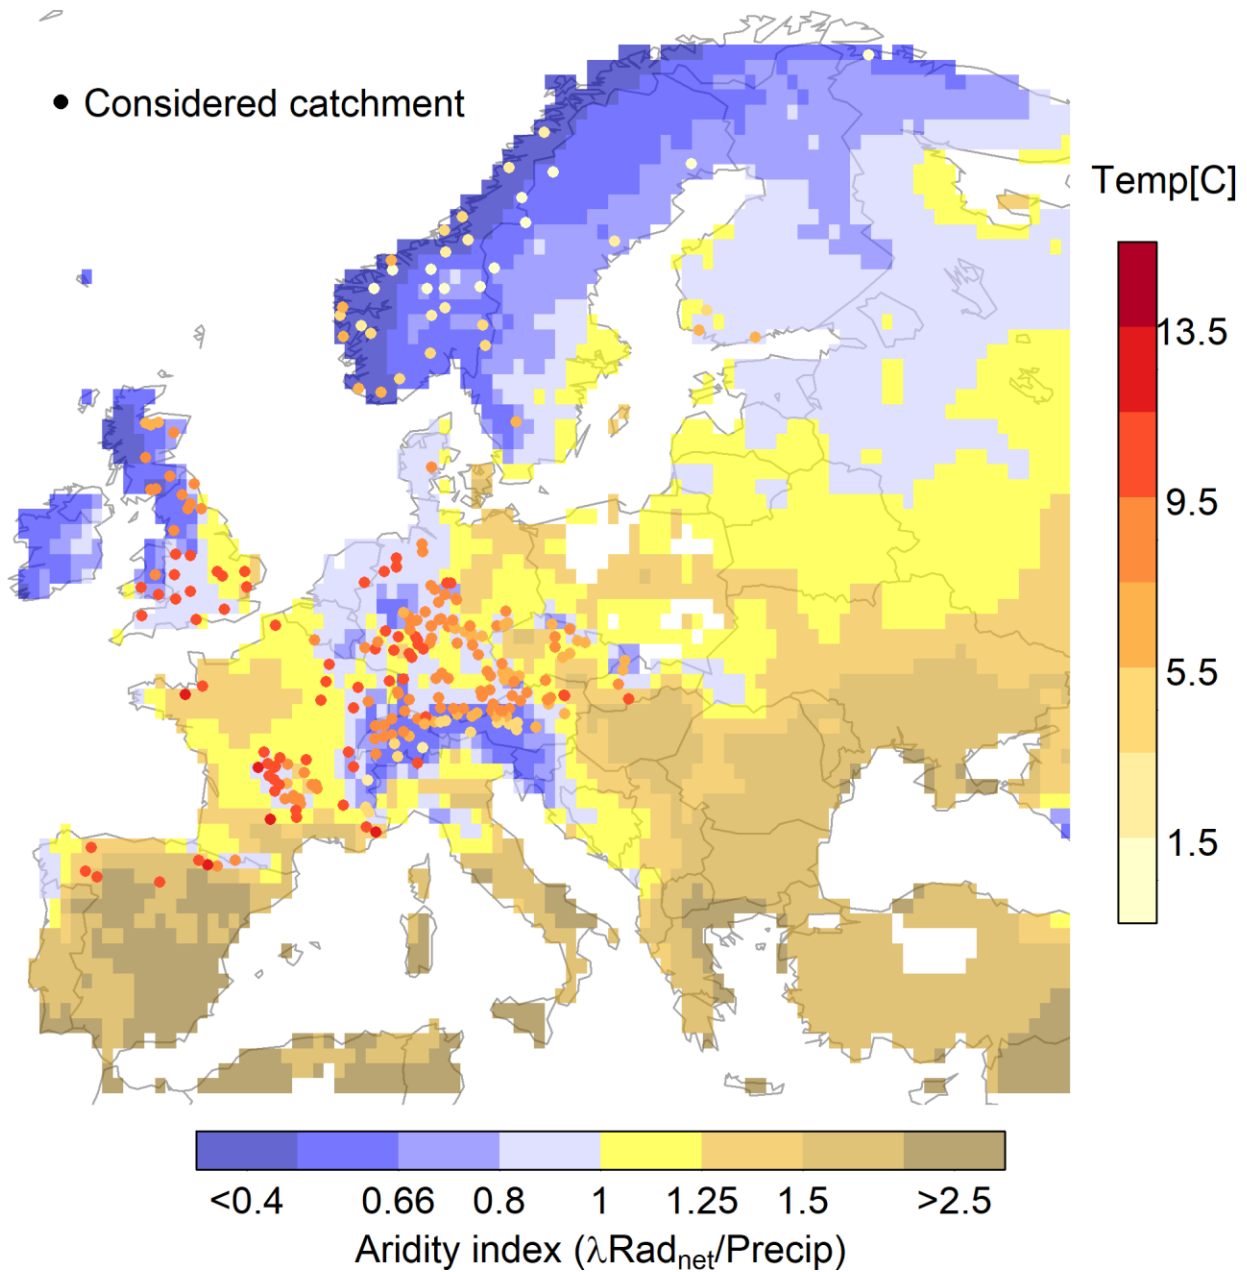 Considered catchment
Temp[C]
13.5
9.5
5.5
1.5
<0.4 0.66 0.8 1 1.25 1.5 >2.5
Aridity index (λRadnet/Precip)